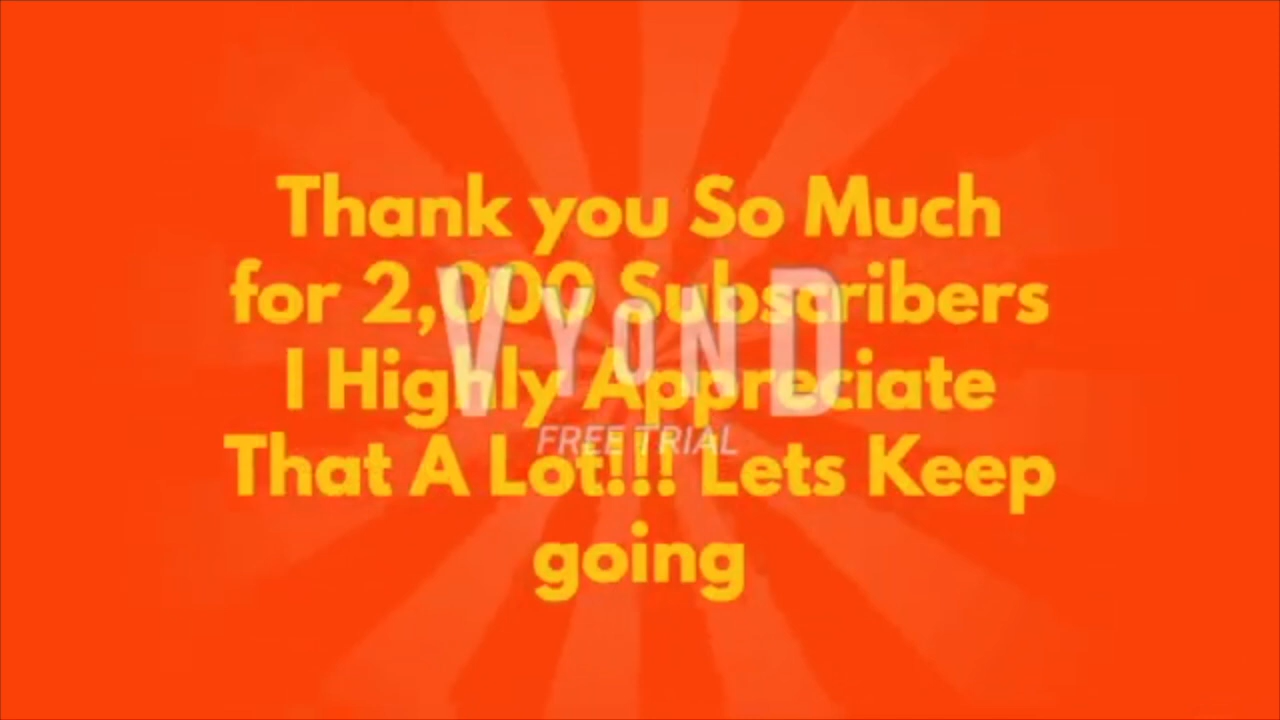 Thank you So Much
for 2,000 Subscribers
VYOND
I Highly Appreciate
FREE TRIAL
That A Lot!!! Lets Keep
going